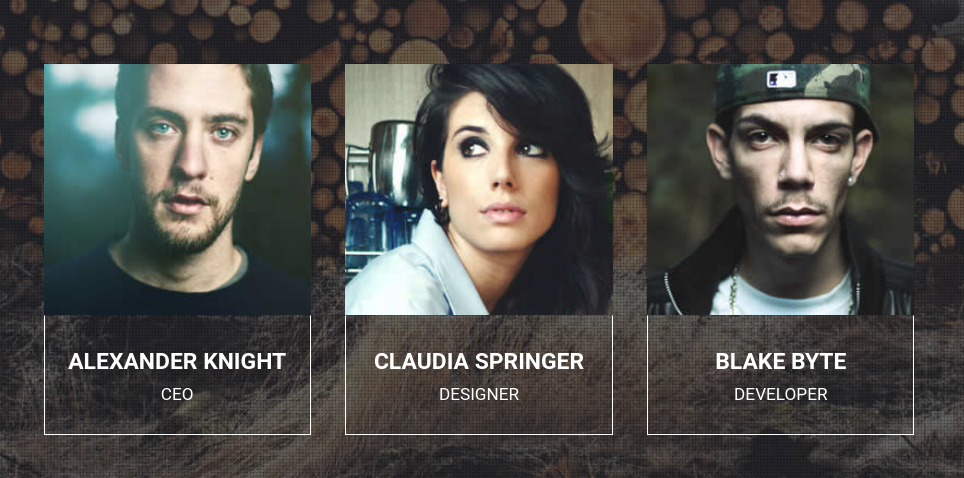 ALEXANDER KNIGHT
CEO
CLAUDIA SPRINGER
DESIGNER
BLAKE BYTE
DEVELOPER